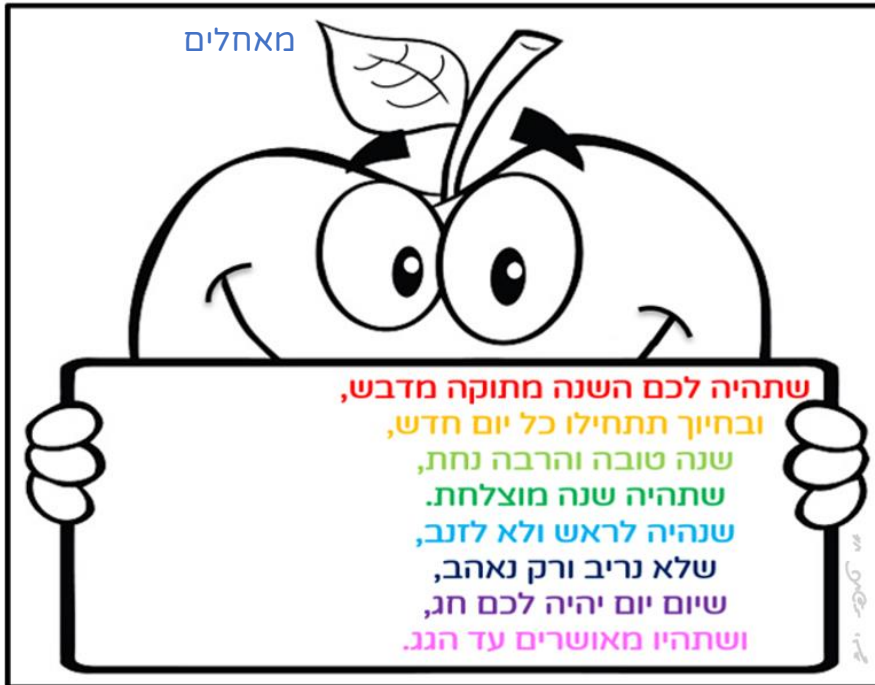 מאחלים
שתהיה לכם השנה מתוקה מדבש,
ובחיוך תתחילו כל יום חדש,
שנה טובה והרבה נחת,
שתהיה שנה מוצלחת.
שנהיה לראש ולא לזנב,
שלא נריב ורק נאהב,
שיום יום יהיה לכם חג,
ושתהיו מאושרים עד הגג.